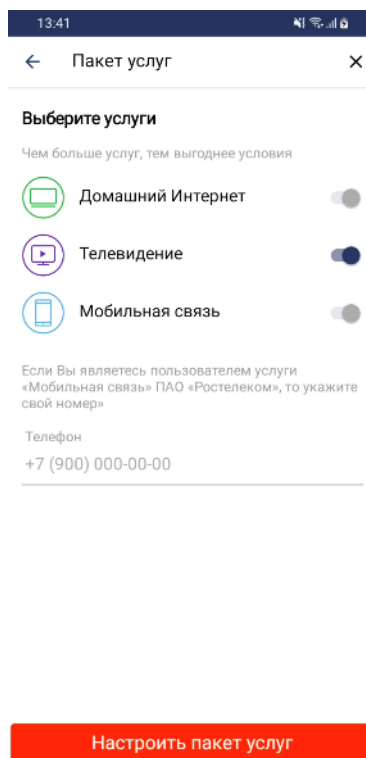 13:41
Пакет услуг
Выберите услуги
Чем больше услуг, тем выгоднее условия
Домашний Интернет
Телевидение
Мобильная связь
Если Вы являетесь пользователем услуги
«Мобильная связь» ПАО «Ростелеком», то укажите
свой номер»
Телефон
+7 (900) 000-00-00
Настроить пакет услуг